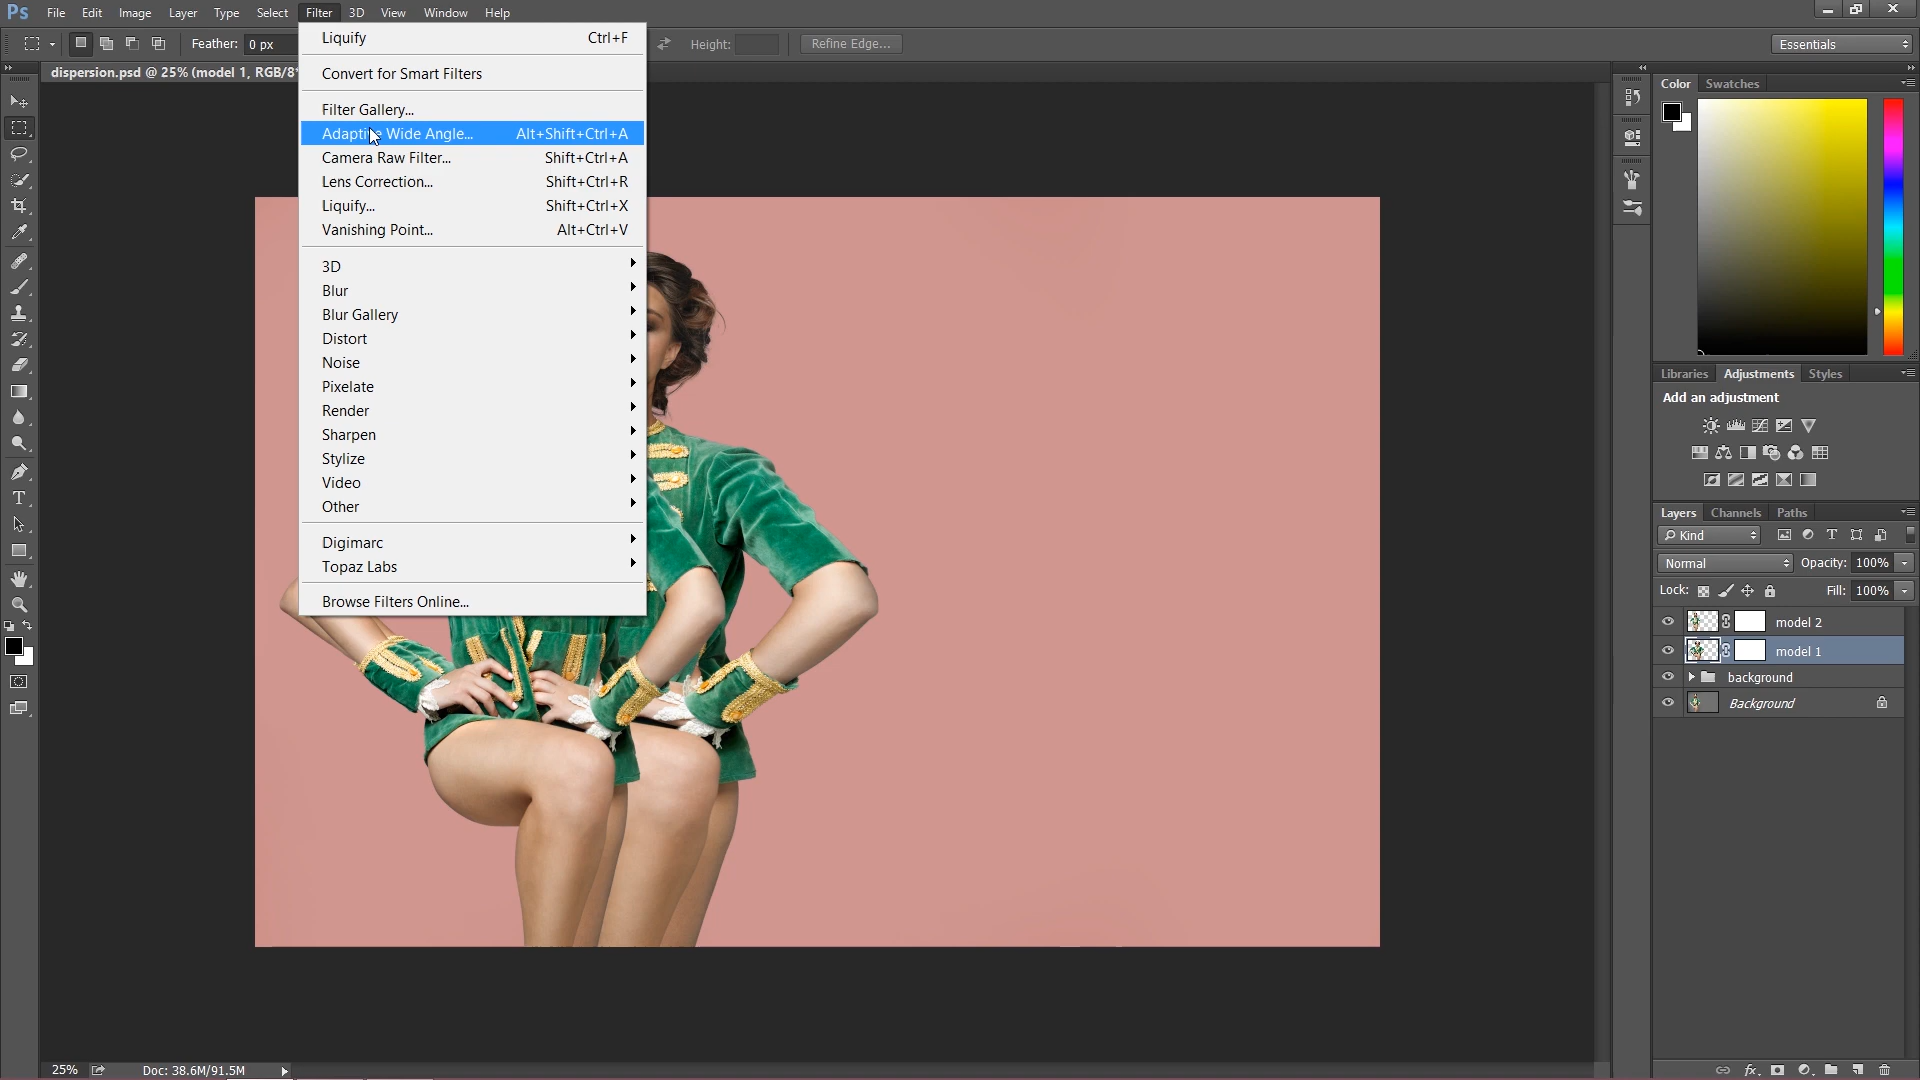 Ps File Edit Image Layer Type Select Filter 3D View Window Help
Feather: 0 px Height: Refine Edge... Essentials
dispersion.psd @ 25% (model 1, RGB/8*
Liquify Ctrl+F
Convert for Smart Filters
Filter Gallery...
Adaptive Wide Angle... Alt+Shift+Ctrl+A
Camera Raw Filter... Shift+Ctrl+A
Lens Correction... Shift+Ctrl+R
Liquify... Shift+Ctrl+X
Vanishing Point... Alt+Ctrl+V
3D
Blur
Blur Gallery
Distort
Noise
Pixelate
Render
Sharpen
Stylize
Video
Other
Digimarc
Topaz Labs
Browse Filters Online...
Color Swatches
Libraries Adjustments Styles
Add an adjustment
Layers Channels Paths
Kind
Normal Opacity: 100%
Lock: Fill: 100%
model 2
model 1
background
Background
25% Doc: 38.6M/91.5M